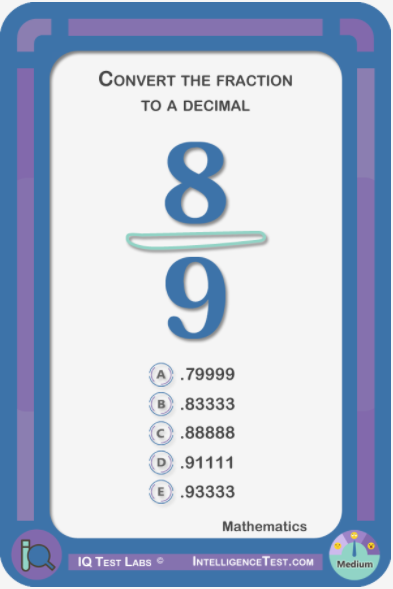 CONVERT THE FRACTION
TO A DECIMAL
8
9
A .79999
B .83333
C .88888
D .91111
E .93333
Mathematics
iQ IQ TEST LABS © INTELLIGENCETEST.COM Medium